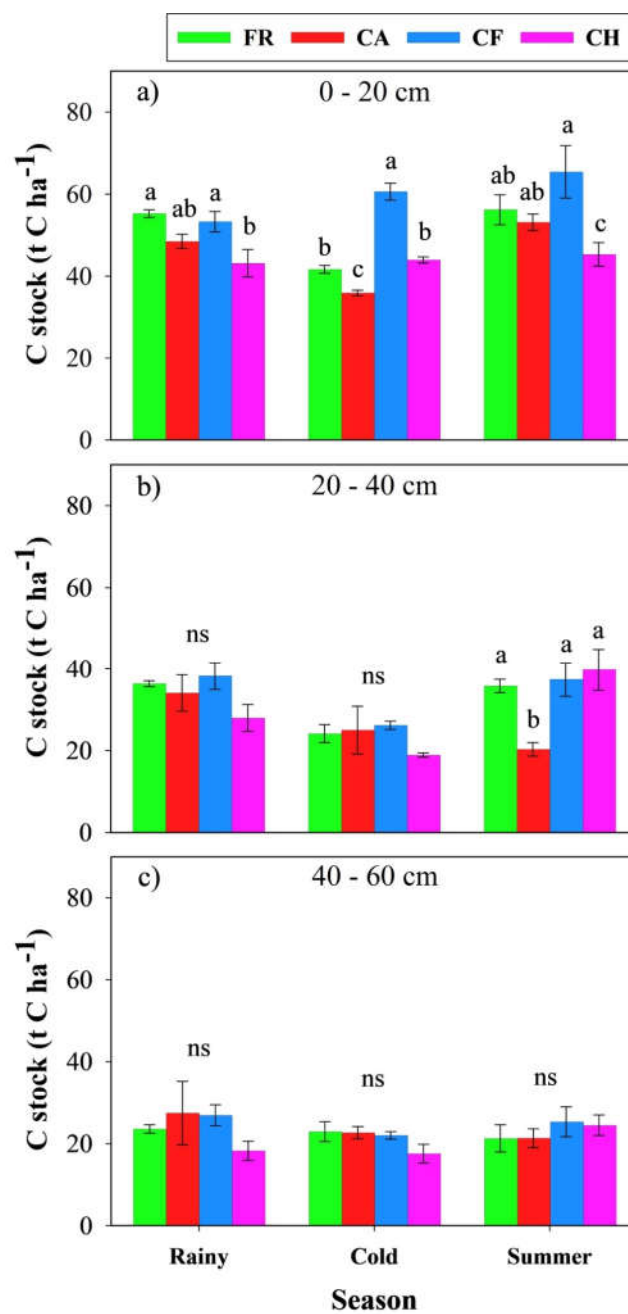 FR CA CF CH
a) 0 - 20 cm
C stock (t C ha-1)
80
60
40
20
0
a ab a b
b c a b
ab ab a c
b) 20 - 40 cm
C stock (t C ha-1)
80
60
40
20
0
ns
ns
a b a a
c) 40 - 60 cm
C stock (t C ha-1)
80
60
40
20
0
ns
ns
ns
Rainy Cold Summer
Season